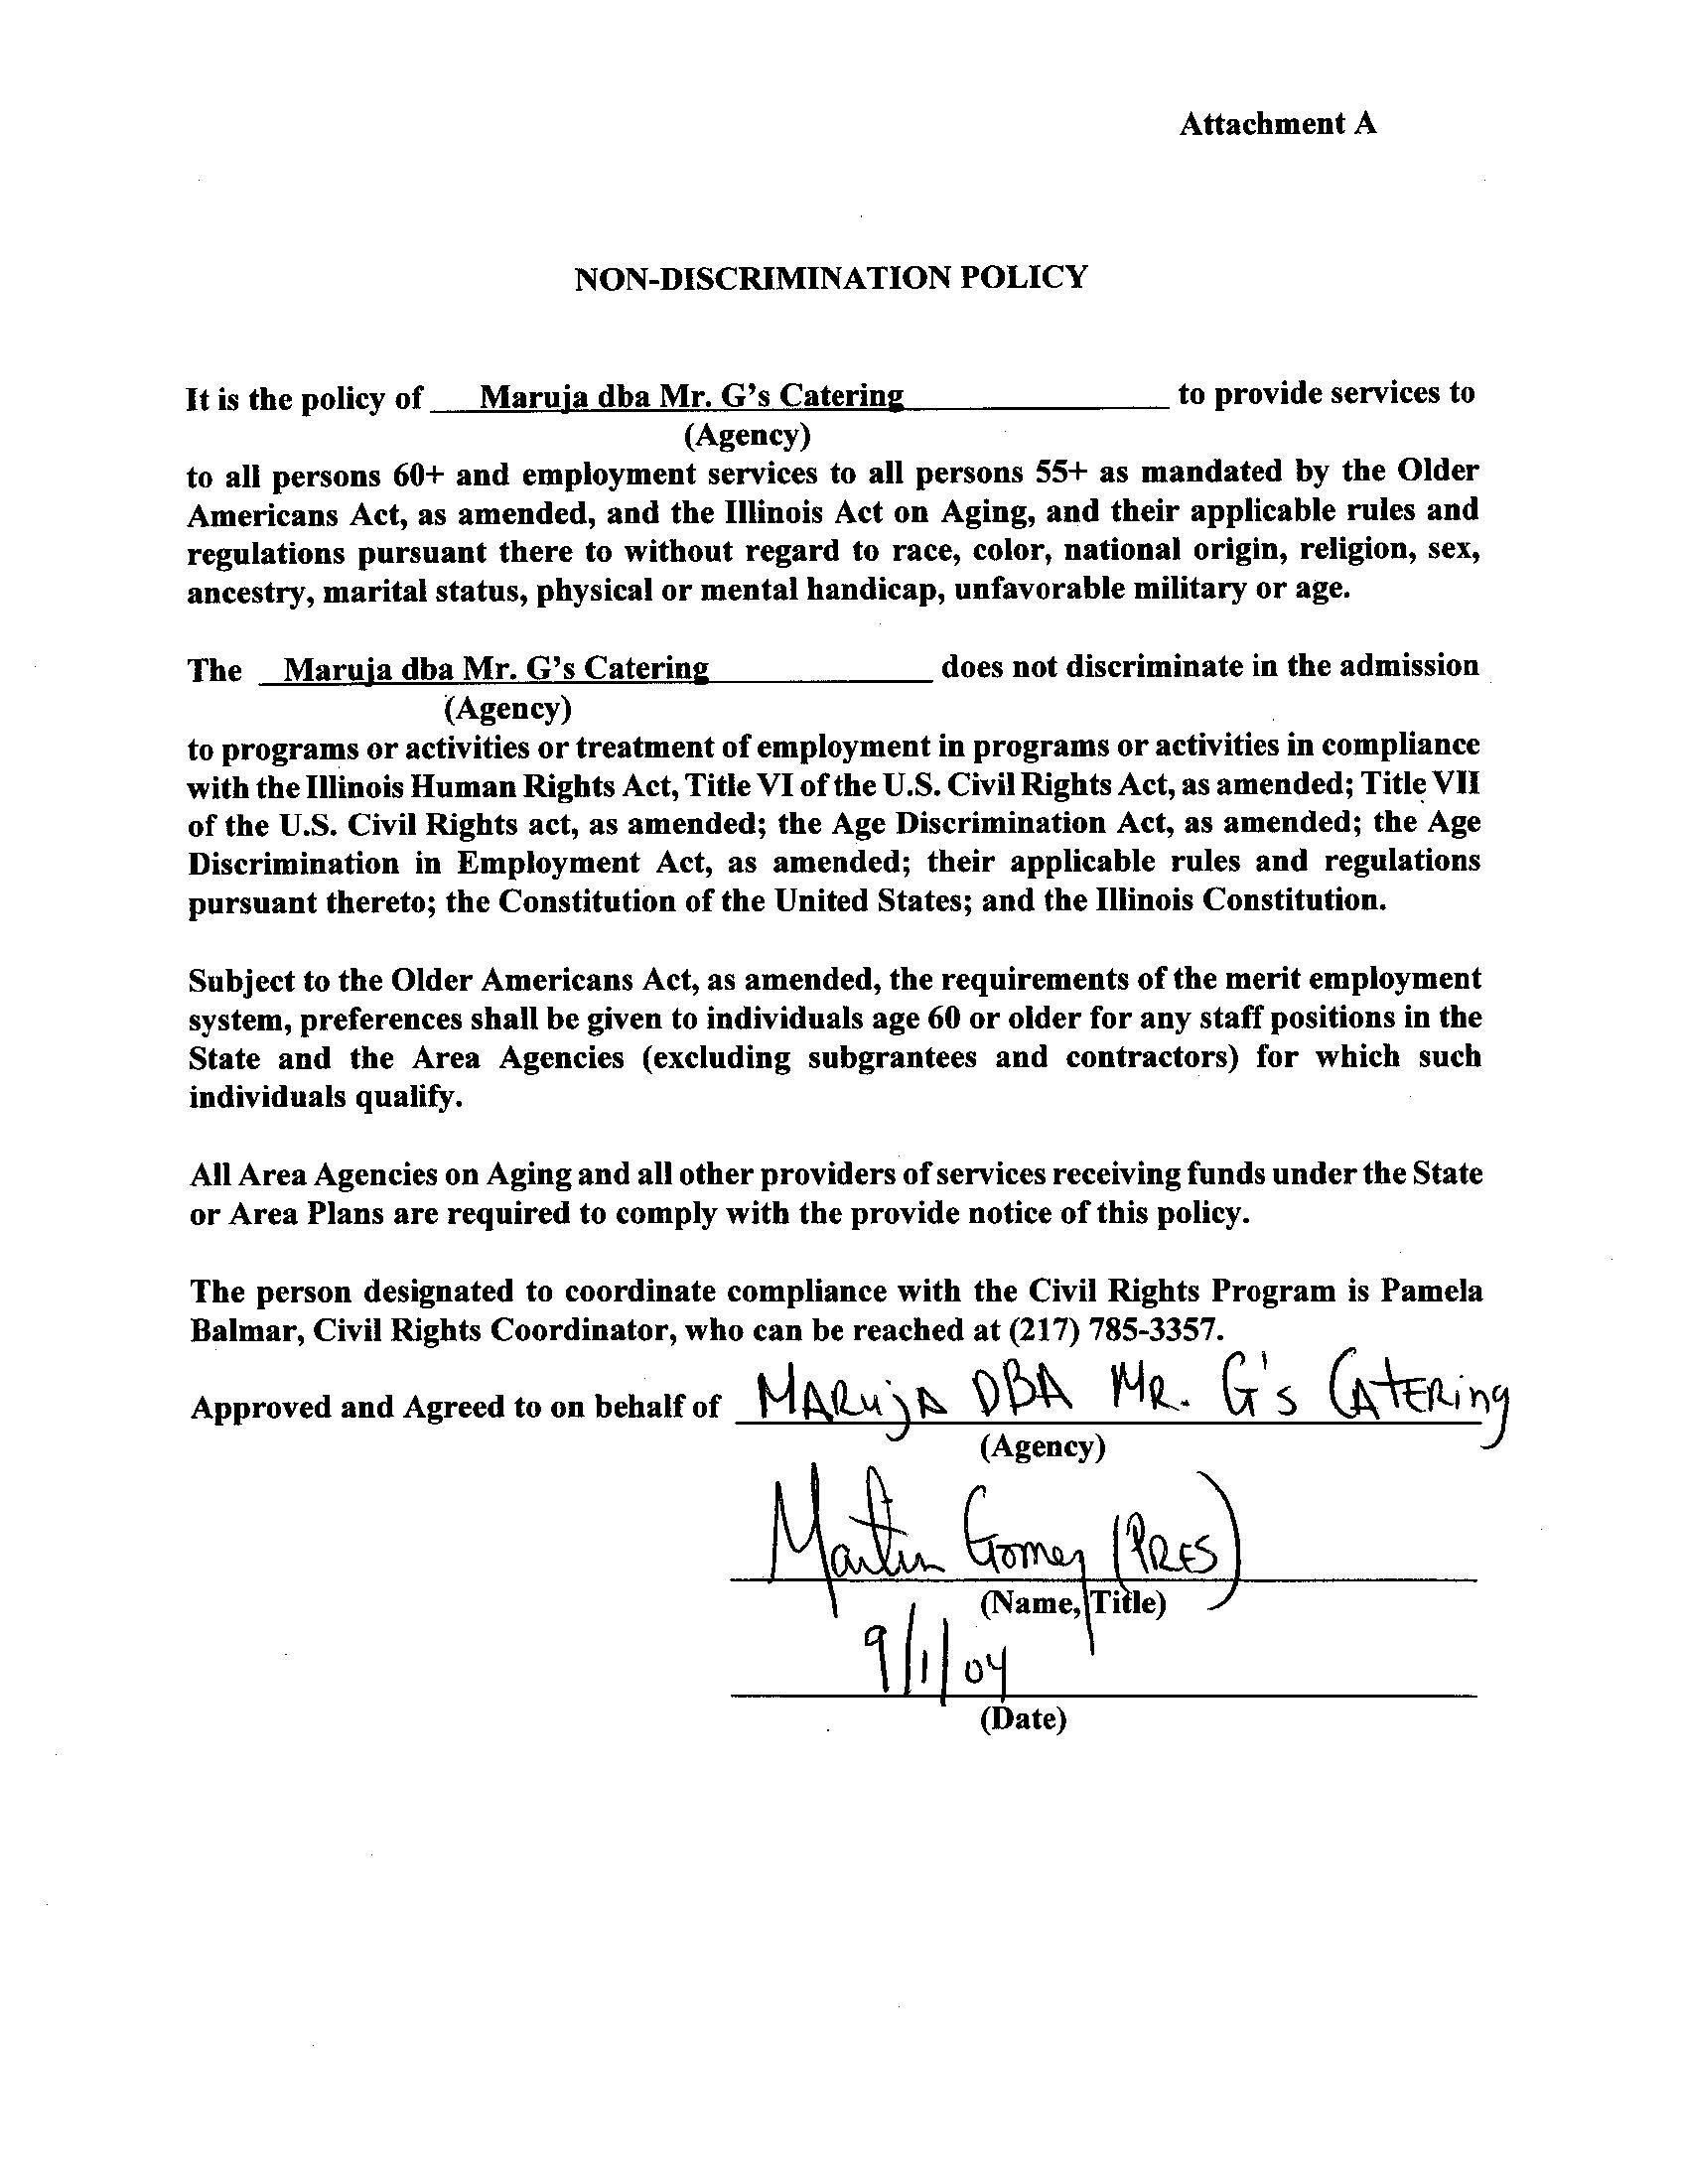 Attachment A
NON-DISCRIMINATION POLICY
It is the policy of Maruja dba Mr. G's Catering to provide services to
(Agency)
to all persons 60+ and employment services to all persons 55+ as mandated by the Older
Americans Act, as amended, and the Illinois Act on Aging, and their applicable rules and
regulations pursuant there to without regard to race, color, national origin, religion, sex,
ancestry, marital status, physical or mental handicap, unfavorable military or age.
The Maruja dba Mr. G's Catering does not discriminate in the admission
(Agency)
to programs or activities or treatment of employment in programs or activities in compliance
with the Illinois Human Rights Act, Title VI of the U.S. Civil Rights Act, as amended; Title VII
of the U.S. Civil Rights act, as amended; the Age Discrimination Act, as amended; the Age
Discrimination in Employment Act, as amended; their applicable rules and regulations
pursuant thereto; the Constitution of the United States; and the Illinois Constitution.
Subject to the Older Americans Act, as amended, the requirements of the merit employment
system, preferences shall be given to individuals age 60 or older for any staff positions in the
State and the Area Agencies (excluding subgrantees and contractors) for which such
individuals qualify.
All Area Agencies on Aging and all other providers of services receiving funds under the State
or Area Plans are required to comply with the provide notice of this policy.
The person designated to coordinate compliance with the Civil Rights Program is Pamela
Balmar, Civil Rights Coordinator, who can be reached at (217) 785-3357.
Approved and Agreed to on behalf of MARujA DBA MR. G's CAtERing
(Agency)
Martin Gomez (PRES)
(Name, Title)
9/1/04
(Date)